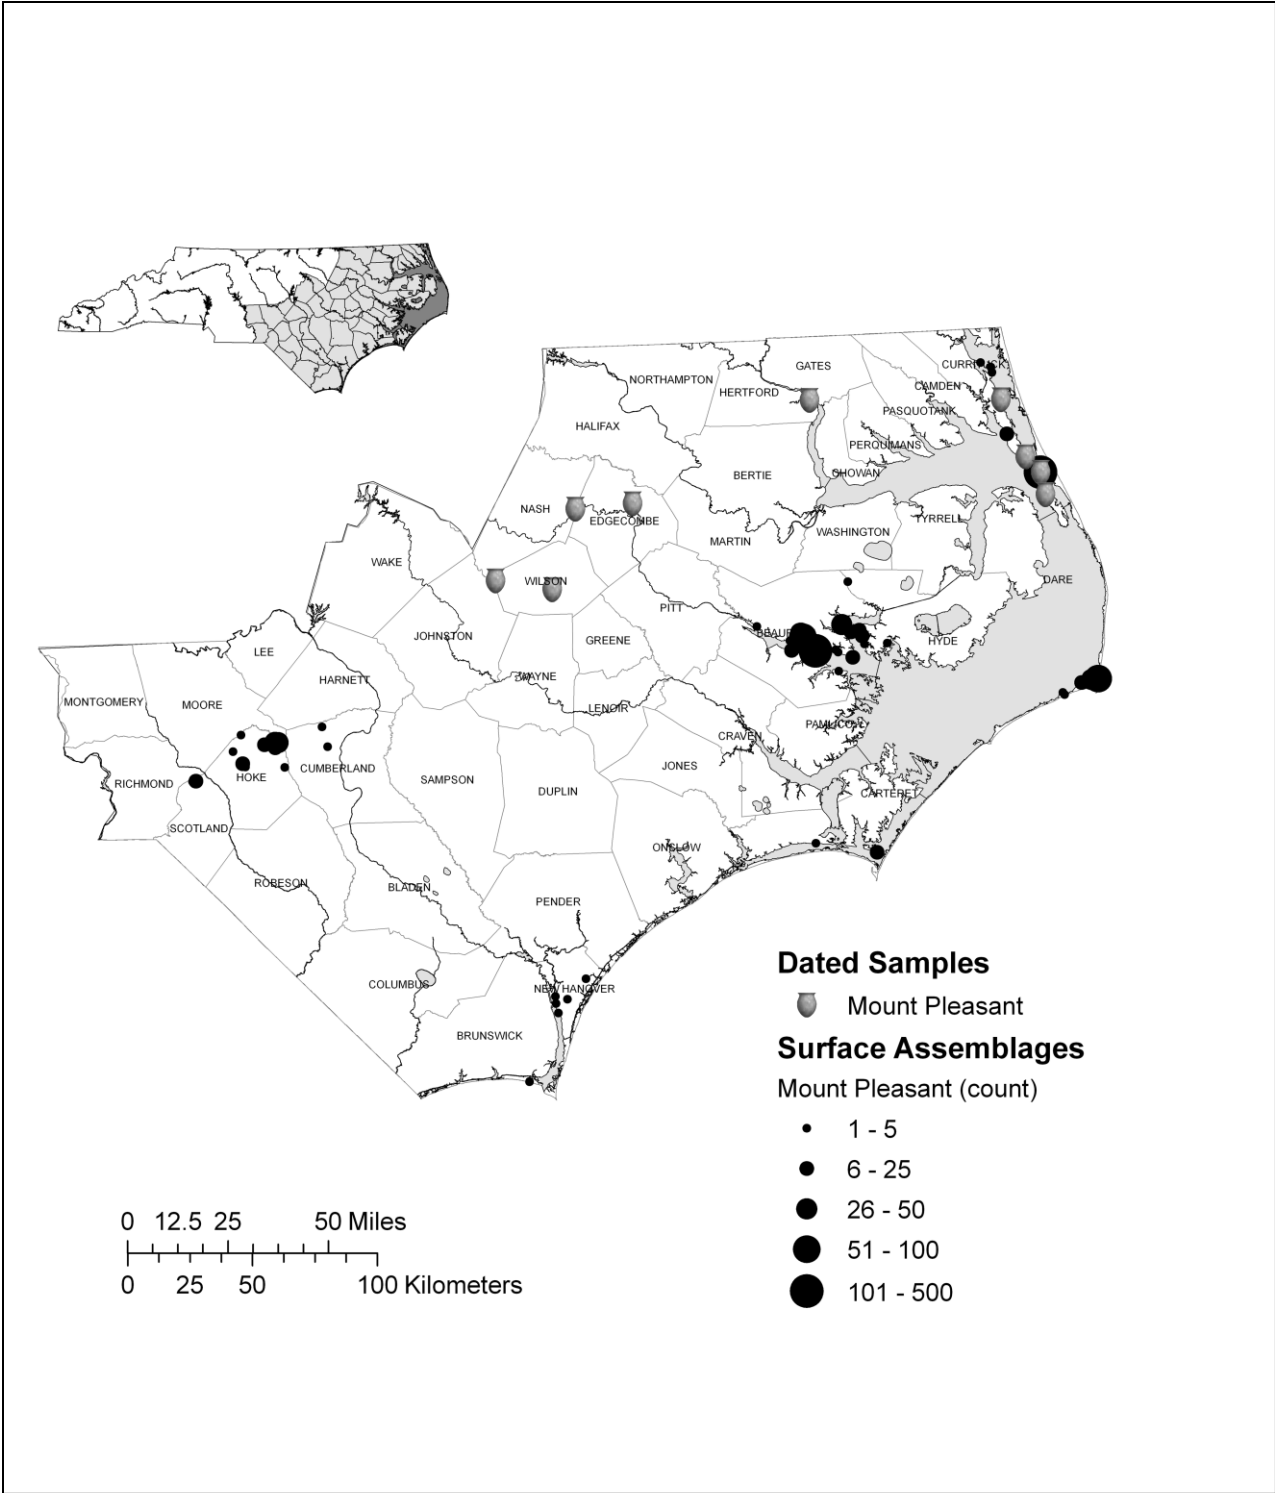 GATES
CURRITUCK
NORTHAMPTON
HERTFORD
CAMDEN
PASQUOTANK
HALIFAX
PERQUIMANS
BERTIE
CHOWAN
NASH
EDGECOMBE
TYRRELL
WASHINGTON
MARTIN
WAKE
WILSON
DARE
PITT
JOHNSTON
GREENE
HYDE
LEE
WAYNE
HARNETT
MONTGOMERY
MOORE
LENOIR
PAMLICO
CRAVEN
JONES
CUMBERLAND
HOKE
RICHMOND
SAMPSON
DUPLIN
CARTERET
SCOTLAND
ONSLOW
ROBESON
BLADEN
PENDER
COLUMBUS
NEW HANOVER
BRUNSWICK
Dated Samples
Mount Pleasant
Surface Assemblages
Mount Pleasant (count)
1 - 5
6 - 25
26 - 50
51 - 100
101 - 500
0 12.5 25 50 Miles
0 25 50 100 Kilometers